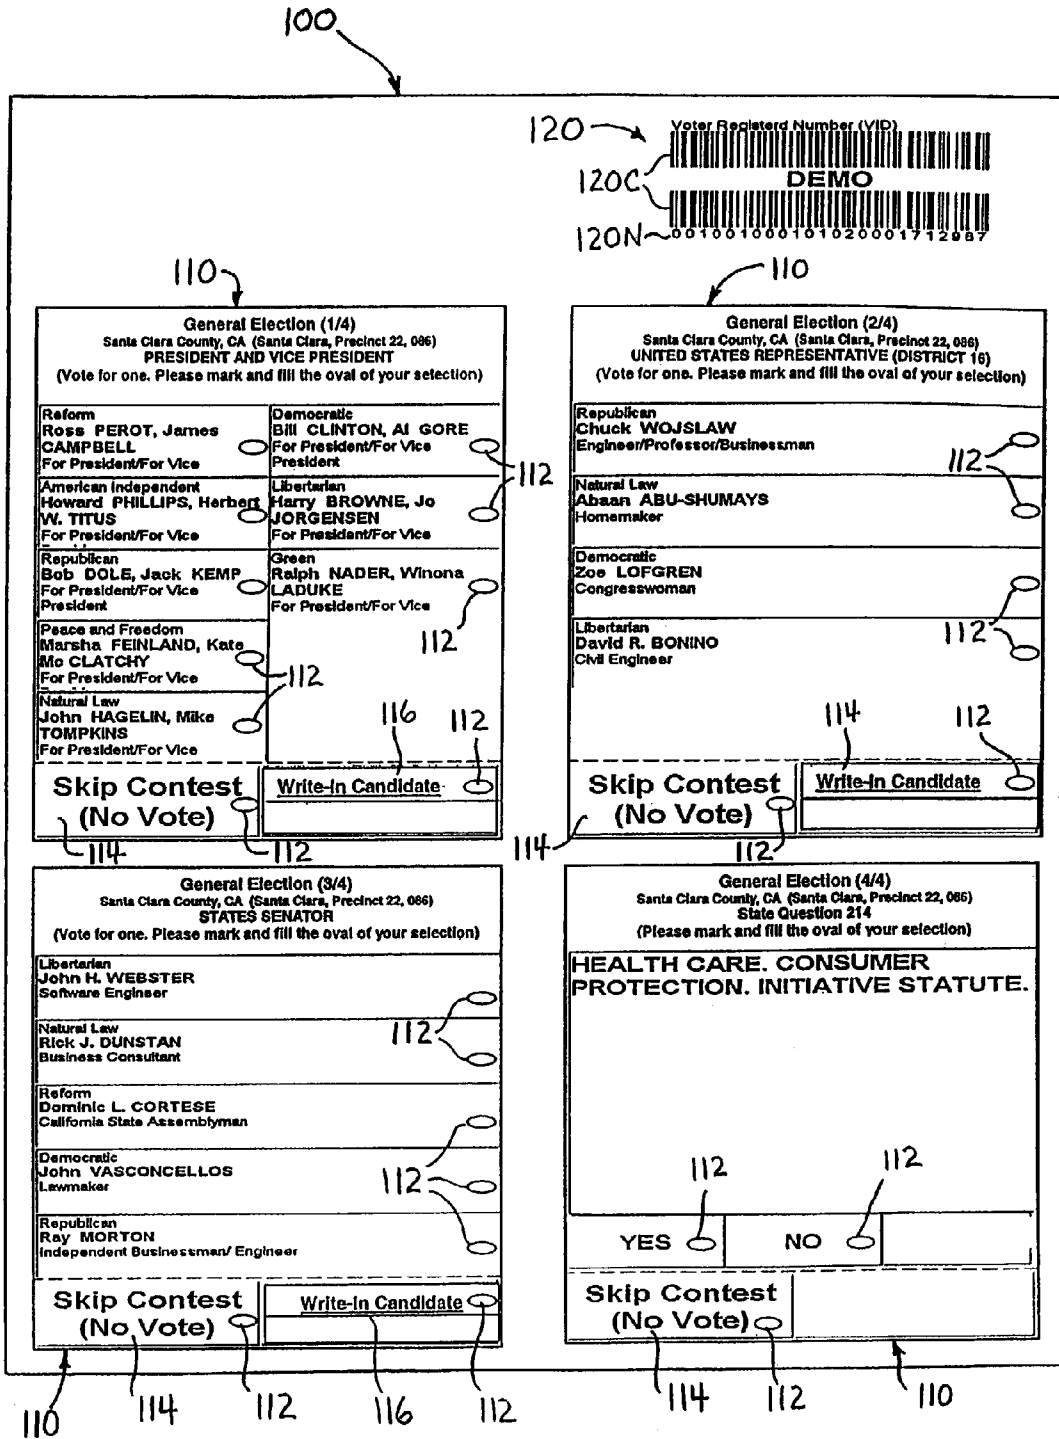 100
120
Voter Registerd Number (VID)
120C
DEMO
120N
001001000101020001712987
110
110
General Election (1/4)
Santa Clara County, CA (Santa Clara, Precinct 22, 086)
PRESIDENT AND VICE PRESIDENT
(Vote for one. Please mark and fill the oval of your selection)
Reform
Ross PEROT, James
CAMPBELL
For President/For Vice
American Independent
Howard PHILLIPS, Herbert
W. TITUS
For President/For Vice
Republican
Bob DOLE, Jack KEMP
For President/For Vice
President
Peace and Freedom
Marsha FEINLAND, Kate
Mc CLATCHY
For President/For Vice
Natural Law
John HAGELIN, Mike
TOMPKINS
For President/For Vice
Democratic
Bill CLINTON, Al GORE
For President/For Vice
President
112
Libertarian
Harry BROWNE, Jo
JORGENSEN
For President/For Vice
Green
Ralph NADER, Winona
LADUKE
For President/For Vice
112
112
116
112
Skip Contest
(No Vote)
Write-In Candidate
114
112
General Election (2/4)
Santa Clara County, CA (Santa Clara, Precinct 22, 086)
UNITED STATES REPRESENTATIVE (DISTRICT 16)
(Vote for one. Please mark and fill the oval of your selection)
Republican
Chuck WOJSLAW
Engineer/Professor/Businessman
112
Natural Law
Abaan ABU-SHUMAYS
Homemaker
Democratic
Zoe LOFGREN
Congresswoman
112
Libertarian
David R. BONINO
Civil Engineer
114
112
Skip Contest
(No Vote)
Write-In Candidate
114
112
General Election (3/4)
Santa Clara County, CA (Santa Clara, Precinct 22, 086)
STATES SENATOR
(Vote for one. Please mark and fill the oval of your selection)
Libertarian
John H. WEBSTER
Software Engineer
112
Natural Law
Rick J. DUNSTAN
Business Consultant
Reform
Dominic L. CORTESE
California State Assemblyman
Democratic
John VASCONCELLOS
Lawmaker
112
Republican
Ray MORTON
Independent Businessman/ Engineer
Skip Contest
(No Vote)
Write-In Candidate
110
114
112
116
112
General Election (4/4)
Santa Clara County, CA (Santa Clara, Precinct 22, 086)
State Question 214
(Please mark and fill the oval of your selection)
HEALTH CARE. CONSUMER
PROTECTION. INITIATIVE STATUTE.
112
112
YES
NO
Skip Contest
(No Vote)
114
112
110